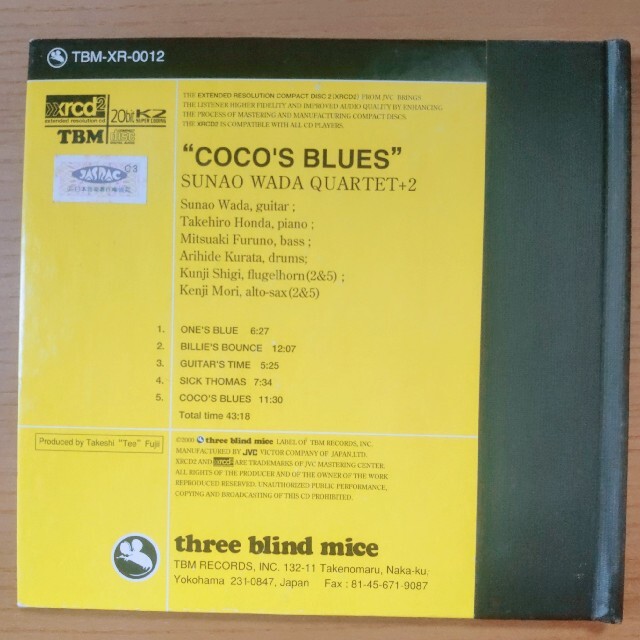 TBM-XR-0012
xrcd2
extended resolution cd
20bit K2
SUPER CODING
TBM
COMPACT
disc
DIGITAL AUDIO
JASRAC
THE EXTENDED RESOLUTION COMPACT DISC 2 (XRCD2) FROM JVC BRINGS
THE LISTENER HIGHER FIDELITY AND IMPROVED AUDIO QUALITY BY ENHANCING
THE PROCESS OF MASTERING AND MANUFACTURING COMPACT DISCS.
THE XRCD2 IS COMPATIBLE WITH ALL CD PLAYERS.
“COCO'S BLUES”
SUNAO WADA QUARTET+2
Sunao Wada, guitar ;
Takehiro Honda, piano ;
Mitsuaki Furuno, bass ;
Arihide Kurata, drums;
Kunji Shigi, flugelhorn(2&5) ;
Kenji Mori, alto-sax(2&5)
1. ONE'S BLUE 6:27
2. BILLIE'S BOUNCE 12:07
3. GUITAR'S TIME 5:25
4. SICK THOMAS 7:34
5. COCO'S BLUES 11:30
Total time 43:18
Produced by Takeshi "Tee" Fujii
©2000 three blind mice LABEL OF TBM RECORDS, INC.
MANUFACTURED BY JVC VICTOR COMPANY OF JAPAN,LTD.
XRCD2 AND xrcd2 ARE TRADEMARKS OF JVC MASTERING CENTER.
ALL RIGHTS OF THE PRODUCER AND OF THE OWNER OF THE WORK
REPRODUCED RESERVED. UNAUTHORIZED PUBLIC PERFORMANCE,
COPYING AND BROADCASTING OF THIS CD PROHIBITED.
three blind mice
TBM RECORDS, INC. 132-11 Takenomaru, Naka-ku,
Yokohama 231-0847, Japan Fax : 81-45-671-9087